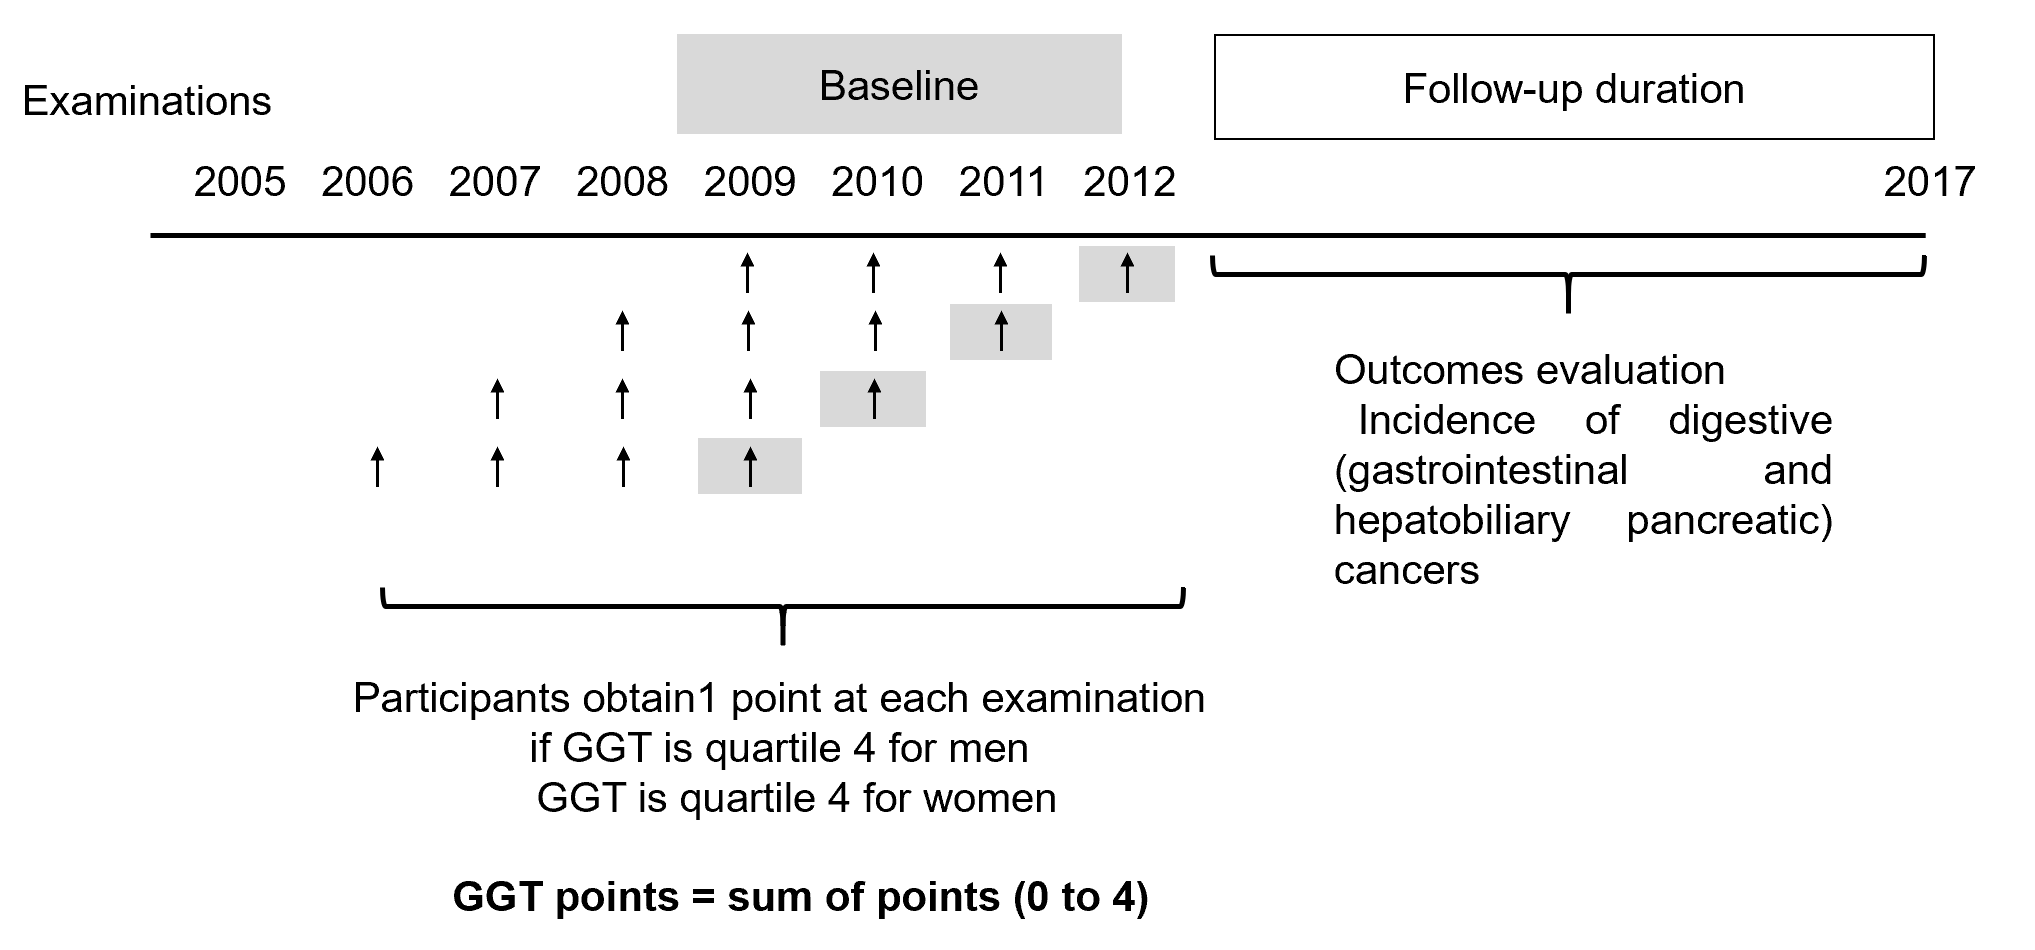 Baseline
Follow-up duration
Examinations
2005 2006 2007 2008 2009 2010 2011 2012 2017
Outcomes evaluation
Incidence of digestive
(gastrointestinal and
hepatobiliary pancreatic)
cancers
Participants obtain1 point at each examination
if GGT is quartile 4 for men
GGT is quartile 4 for women
GGT points = sum of points (0 to 4)